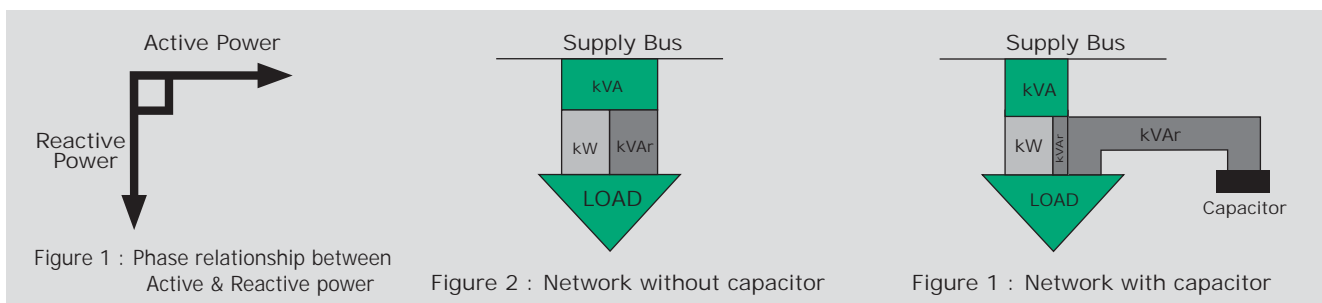 Active Power
Reactive
Power
Figure 1 : Phase relationship between
Active & Reactive power
Supply Bus
kVA
kW
kVAr
LOAD
Figure 2 : Network without capacitor
Supply Bus
kVA
kW
kVAr
kVAr
LOAD
Capacitor
Figure 1 : Network with capacitor